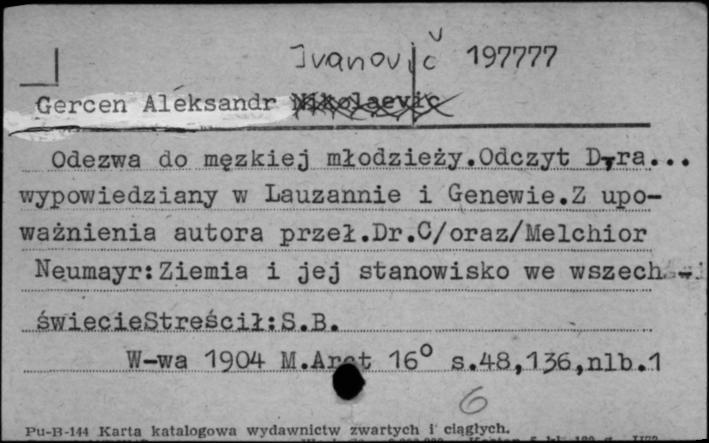 Ivanovič 197777
Gercen Aleksandr Nikolaevic
Odezwa do męzkiej młodzieży.Odczyt D-ra...
wypowiedziany w Lauzannie i Genewie.Z upo-
ważnienia autora przeł.Dr.C/oraz/Melchior
Neumayr:Ziemia i jej stanowisko we wszech-
świecieStreścił:S.B.
W-wa 1904 M.Arct 16° s.48,136,nlb.1
6
Pu-B-144 Karta katalogowa wydawnictw zwartych i ciągłych.